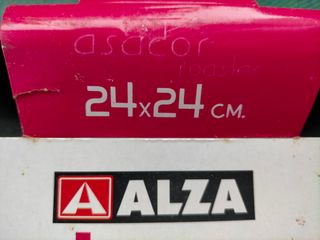 asador
roaster
24x24 CM.
ALZA